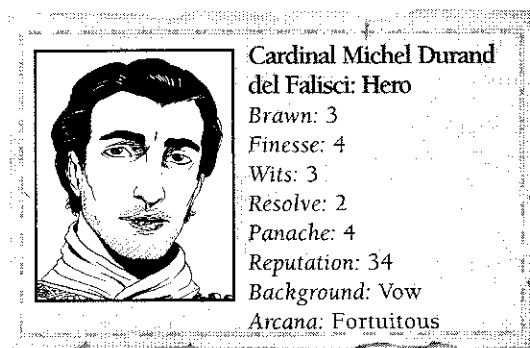 Cardinal Michel Durand
del Falisci: Hero
Brawn: 3
Finesse: 4
Wits: 3
Resolve: 2
Panache: 4
Reputation: 34
Background: Vow
Arcana: Fortuitous